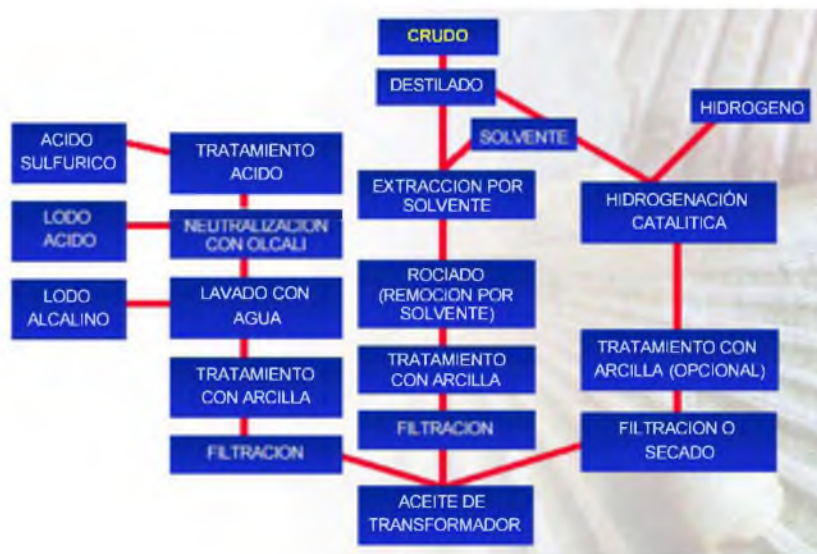 CRUDO
DESTILADO
HIDROGENO
SOLVENTE
ACIDO
SULFURICO
TRATAMIENTO
ACIDO
EXTRACCION POR
SOLVENTE
HIDROGENACIÓN
CATALITICA
LODO
ACIDO
NEUTRALIZACION
CON OLCALI
ROCIADO
(REMOCION POR
SOLVENTE)
LODO
ALCALINO
LAVADO CON
AGUA
TRATAMIENTO
CON ARCILLA
TRATAMIENTO
CON ARCILLA
TRATAMIENTO CON
ARCILLA (OPCIONAL)
FILTRACION
FILTRACION
FILTRACION O
SECADO
ACEITE DE
TRANSFORMADOR